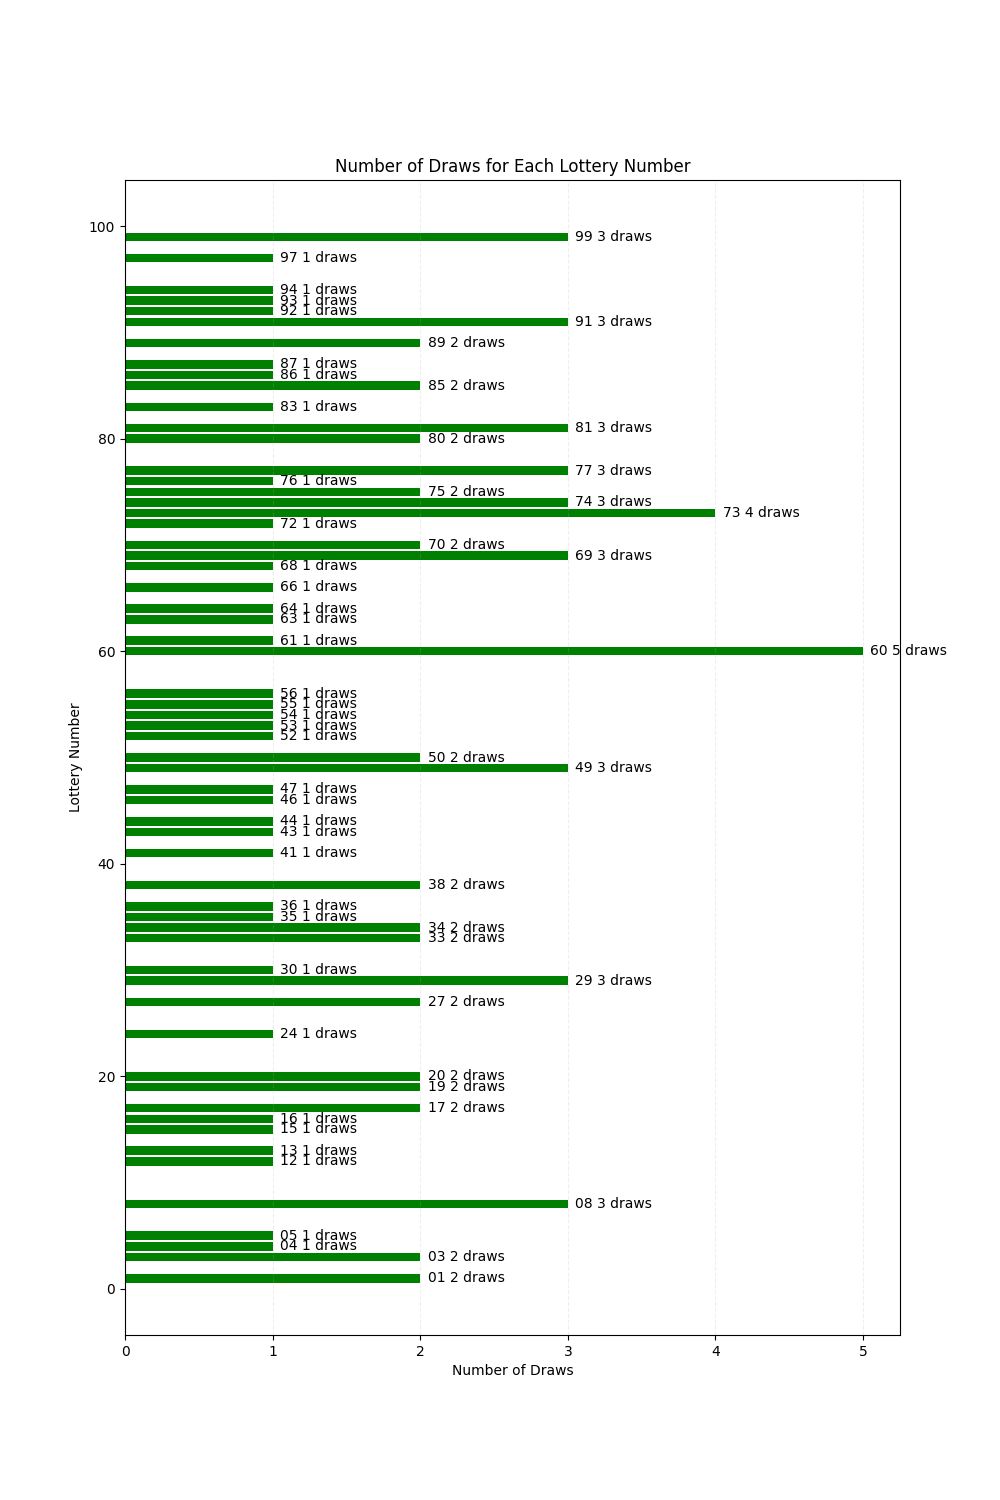 Number of Draws for Each Lottery Number
100
99 3 draws
97 1 draws
94 1 draws
93 1 draws
92 1 draws
91 3 draws
89 2 draws
87 1 draws
86 1 draws
85 2 draws
83 1 draws
81 3 draws
80
80 2 draws
77 3 draws
76 1 draws
75 2 draws
74 3 draws
73 4 draws
72 1 draws
70 2 draws
69 3 draws
68 1 draws
66 1 draws
64 1 draws
63 1 draws
61 1 draws
60
60 5 draws
56 1 draws
55 1 draws
54 1 draws
53 1 draws
52 1 draws
50 2 draws
49 3 draws
47 1 draws
46 1 draws
44 1 draws
43 1 draws
41 1 draws
40
38 2 draws
36 1 draws
35 1 draws
34 2 draws
33 2 draws
30 1 draws
29 3 draws
27 2 draws
24 1 draws
20
20 2 draws
19 2 draws
17 2 draws
16 1 draws
15 1 draws
13 1 draws
12 1 draws
08 3 draws
05 1 draws
04 1 draws
03 2 draws
01 2 draws
0
Lottery Number
0 1 2 3 4 5
Number of Draws